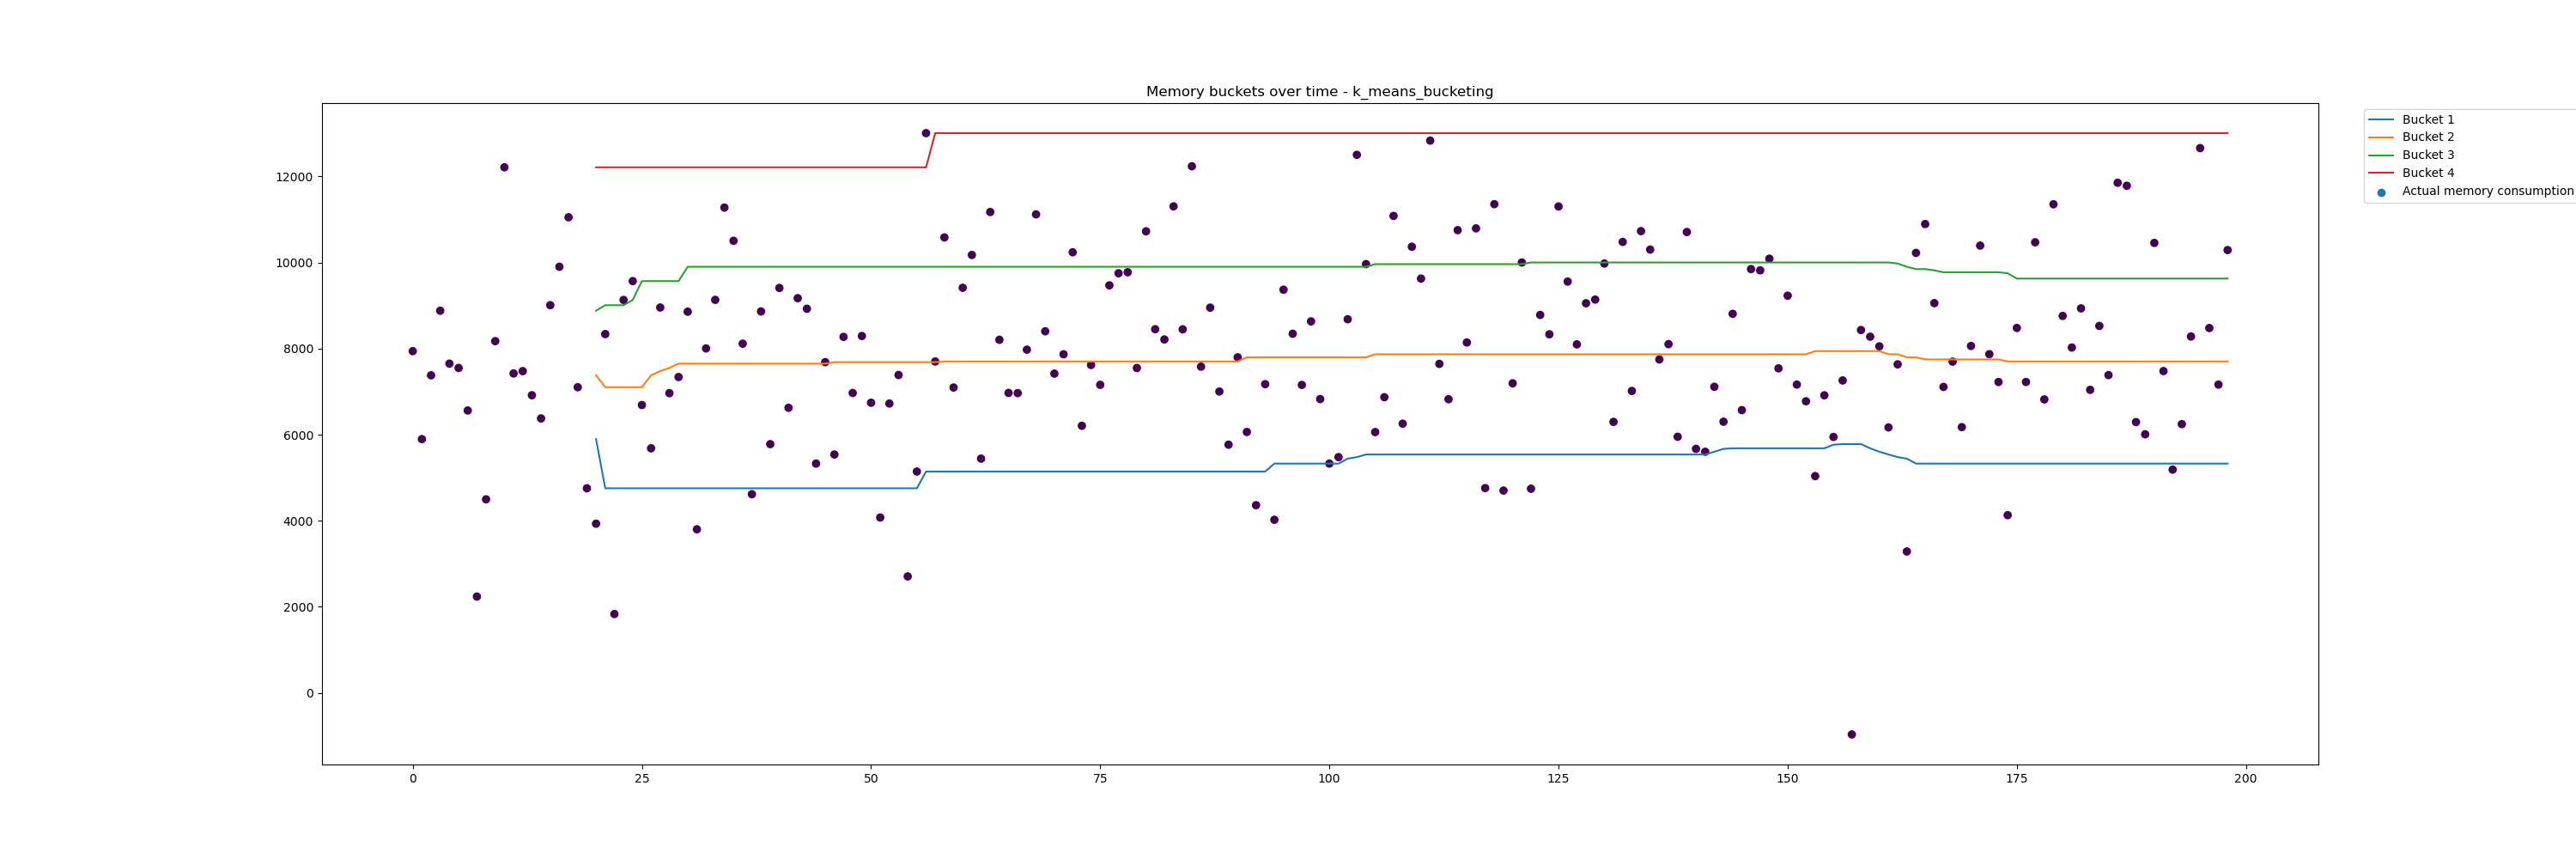 Memory buckets over time - k_means_bucketing
Bucket 1
Bucket 2
Bucket 3
Bucket 4
Actual memory consumption
12000
10000
8000
6000
4000
2000
0
0 25 50 75 100 125 150 175 200